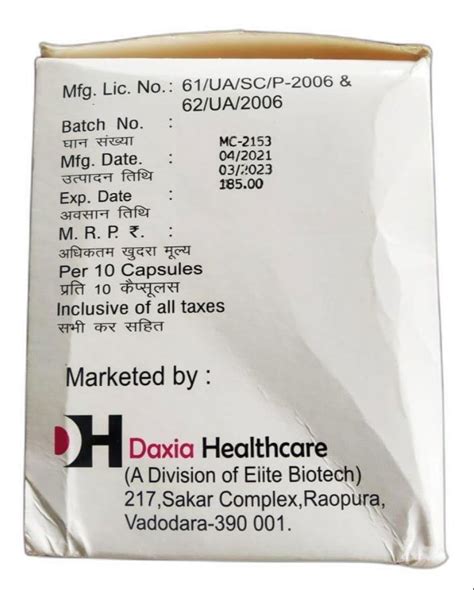 Mfg. Lic. No.: 61/UA/SC/P-2006 &
62/UA/2006
Batch No. :
घान संख्या MC-2153
Mfg. Date. : 04/2021
उत्पादन तिथि 03/2023
Exp. Date : 185.00
अवसान तिथि
M. R. P. ₹. :
अधिकतम खुदरा मूल्य
Per 10 Capsules
प्रति 10 कैप्सूलस
Inclusive of all taxes
सभी कर सहित
Marketed by :
DH Daxia Healthcare
(A Division of Eiite Biotech)
217,Sakar Complex,Raopura,
Vadodara-390 001.